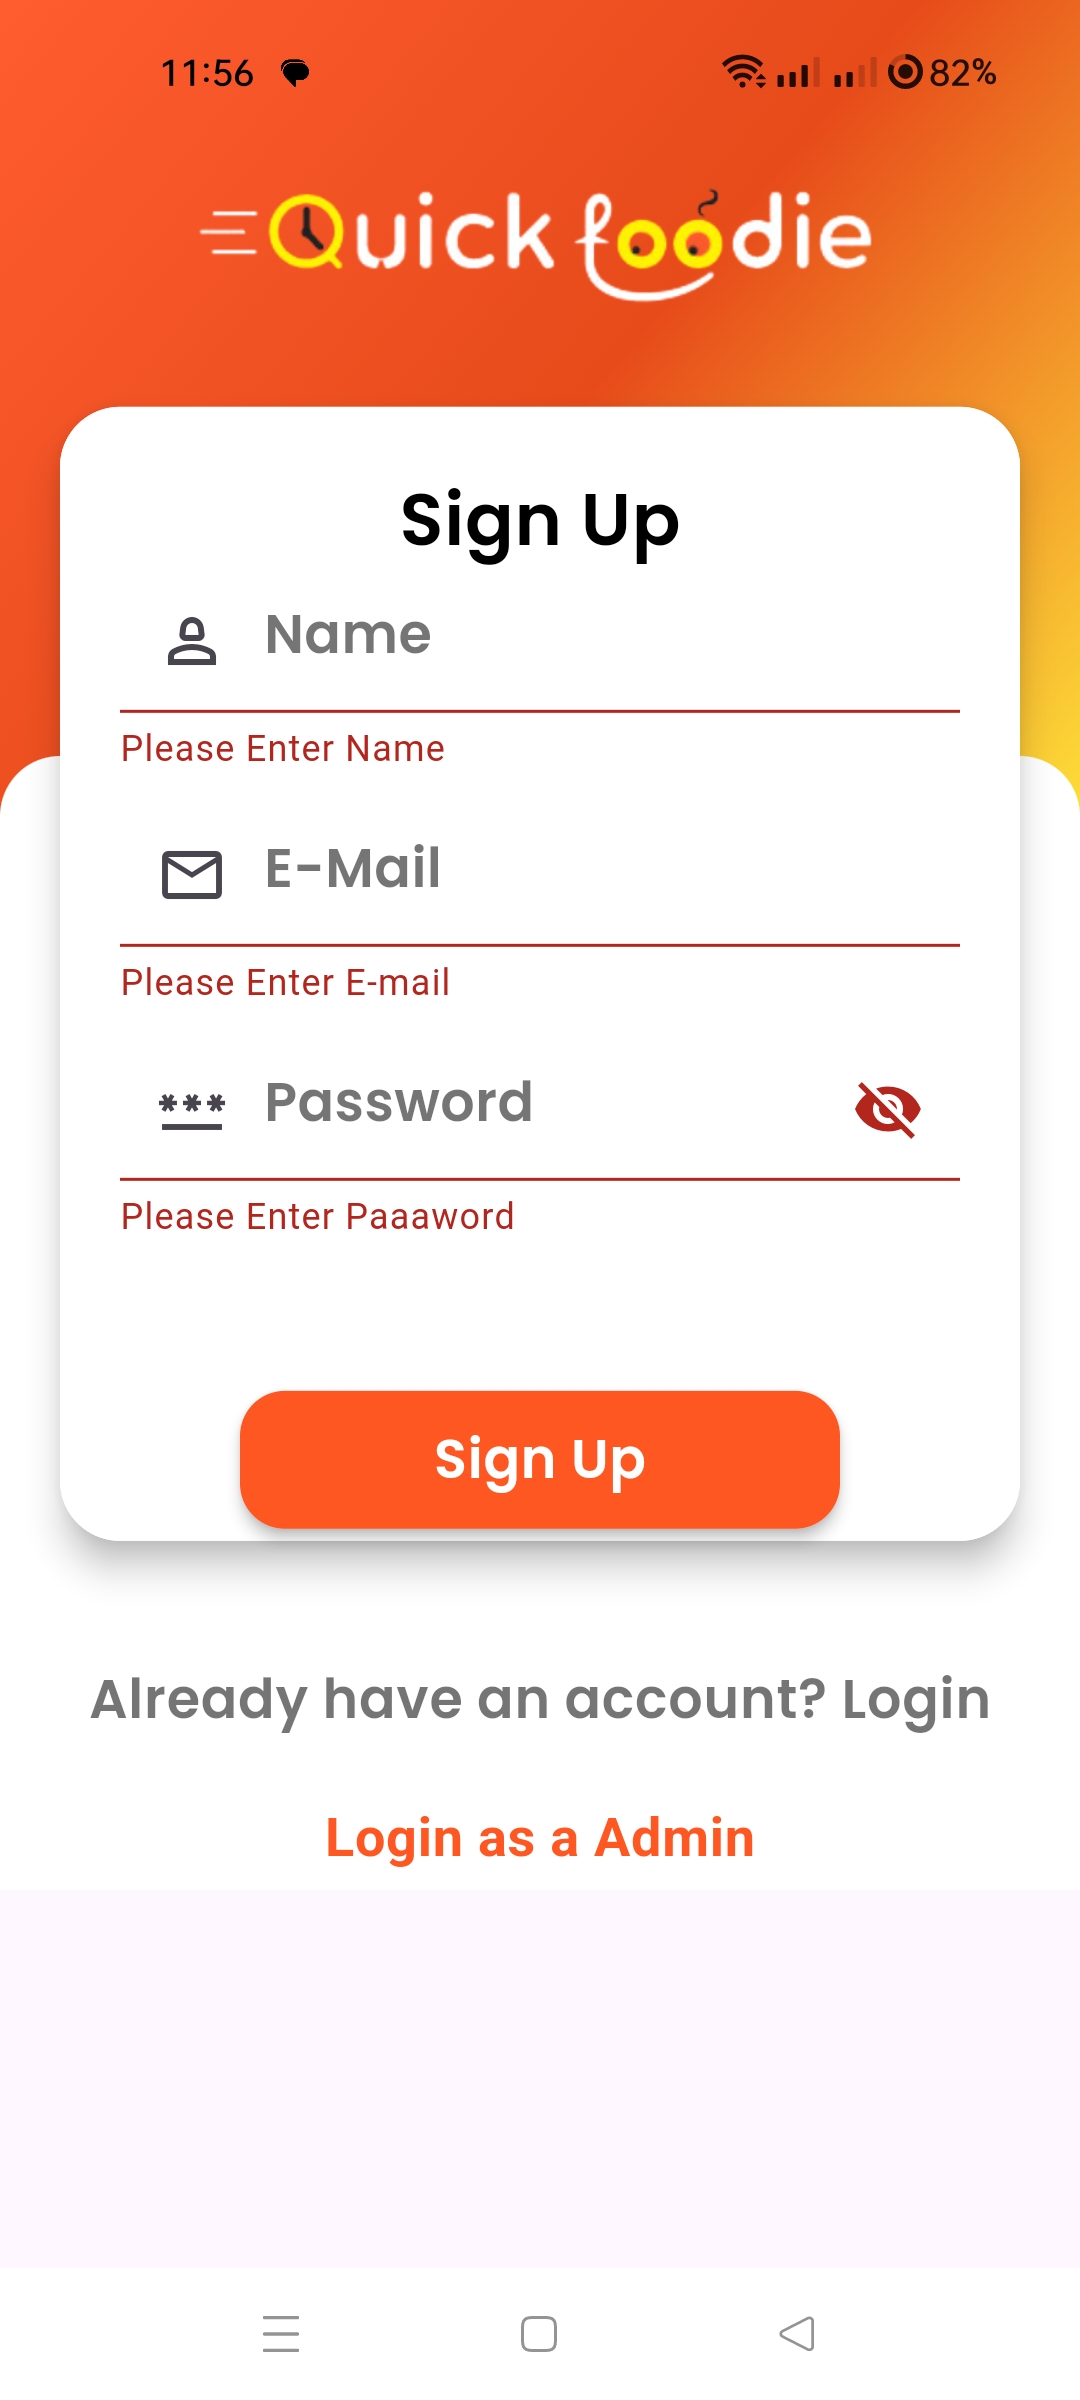 11:56 82%
Quick foodie
Sign Up
Name
Please Enter Name
E-Mail
Please Enter E-mail
*** Password
Please Enter Paaaword
Sign Up
Already have an account? Login
Login as a Admin